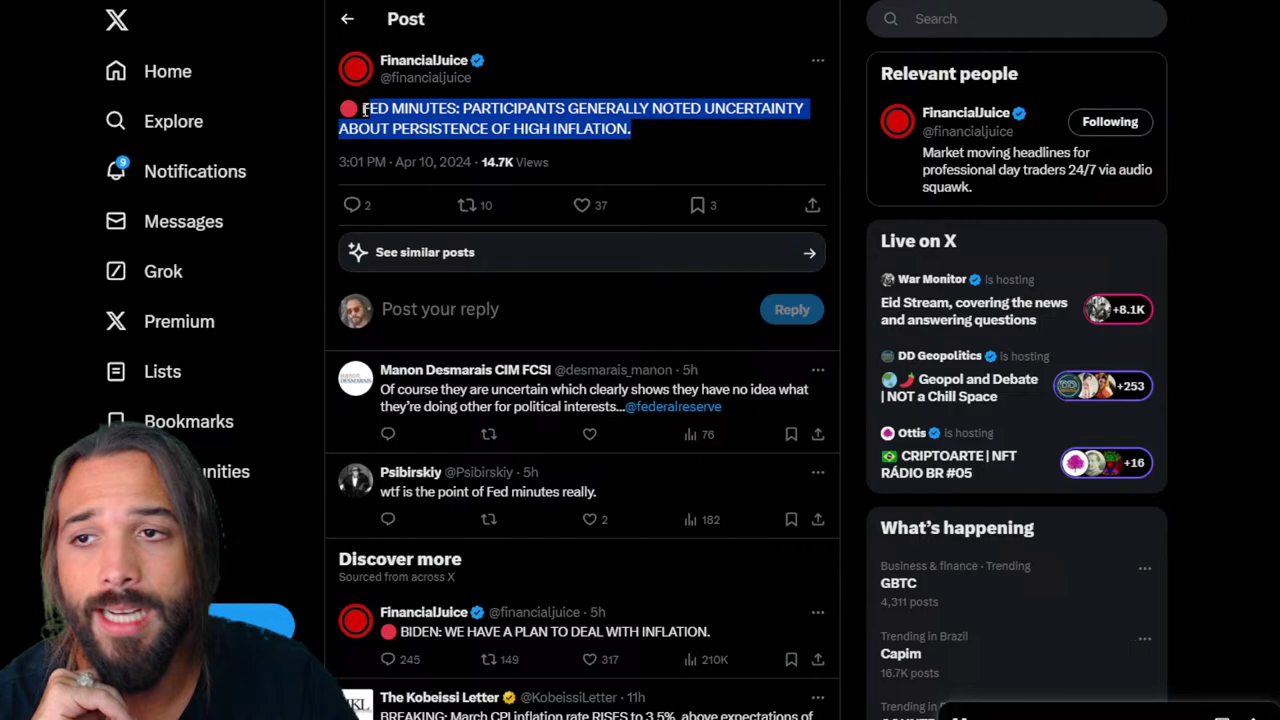 Post
FinancialJuice
@financialjuice
FED MINUTES: PARTICIPANTS GENERALLY NOTED UNCERTAINTY
ABOUT PERSISTENCE OF HIGH INFLATION.
3:01 PM · Apr 10, 2024 · 14.7K Views
2
10
37
3
See similar posts
Post your reply
Reply
Manon Desmarais CIM FCSI @desmarais_manon · 5h
Of course they are uncertain which clearly shows they have no idea what
they're doing other for political interests...@federalreserve
76
Psibirskiy @Psibirskiy · 5h
wtf is the point of Fed minutes really.
2
182
Discover more
Sourced from across X
FinancialJuice @financialjuice · 5h
BIDEN: WE HAVE A PLAN TO DEAL WITH INFLATION.
245
149
317
210K
The Kobeissi Letter @KobeissiLetter · 11h
BREAKING: March CPI inflation rate RISES to 3.5%, above expectations of
Home
Explore
9
Notifications
Messages
Grok
Premium
Lists
Bookmarks
unities
Search
Relevant people
FinancialJuice
@financialjuice
Following
Market moving headlines for
professional day traders 24/7 via audio
squawk.
Live on X
War Monitor is hosting
Eid Stream, covering the news
and answering questions
+8.1K
DD Geopolitics is hosting
Geopol and Debate
| NOT a Chill Space
+253
Ottis is hosting
CRIPTOARTE | NFT
RÁDIO BR #05
+16
What's happening
Business & finance · Trending
GBTC
4,311 posts
Trending in Brazil
Capim
16.7K posts
Trending in